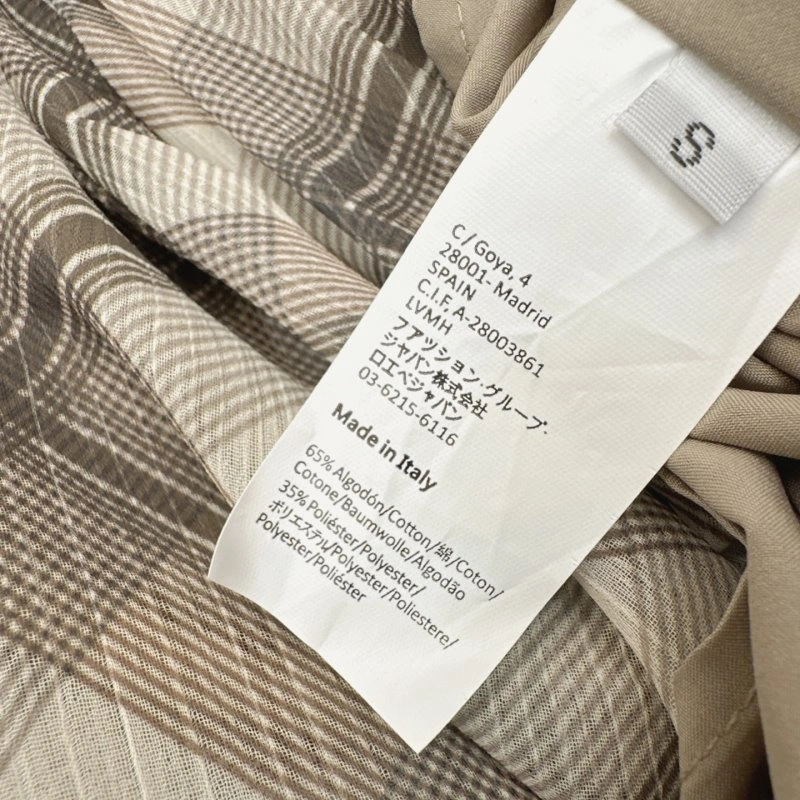 S
C/ Goya, 4
28001- Madrid
SPAIN
C.I.F. A-28003861
LVMH
ファッション・グループ・
ジャパン株式会社
ロエベジャパン
03-6215-6116
Made in Italy
65% Algodón/Cotton/綿/Coton/
Cotone/Baumwolle/Algodão
35% Poliéster/Polyester/
ポリエステル/Polyester/Poliestere/
Polyester/Poliéster